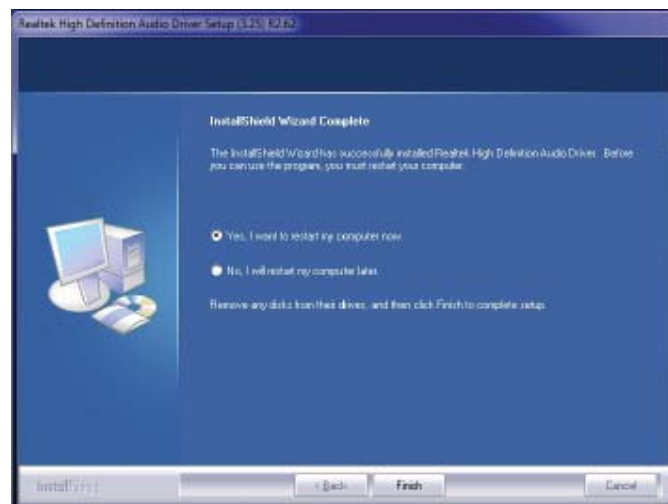 Realtek High Definition Audio Driver Setup (3.25) R2.62
InstallShield Wizard Complete
The InstallShield Wizard has successfully installed Realtek High Definition Audio Driver. Before
you can use the program, you must restart your computer.
Yes, I want to restart my computer now.
No, I will restart my computer later.
Remove any disks from their drives, and then click Finish to complete setup.
InstallShield
< Back
Finish
Cancel